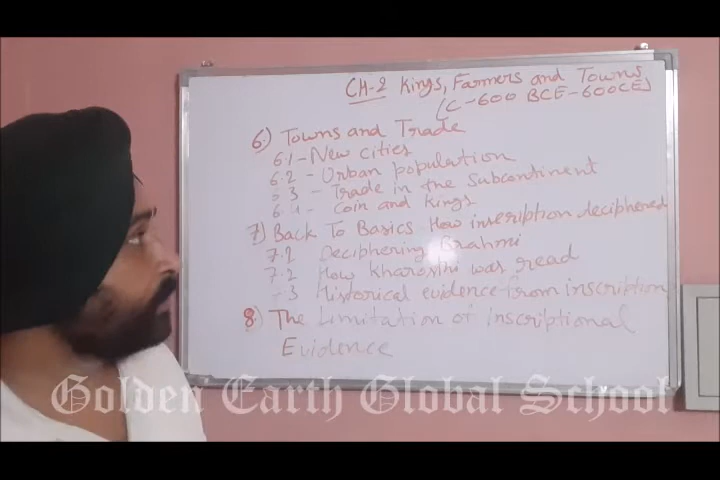 CH-2 Kings, Farmers and Towns
(C-600 BCE-600CE)
6.) Towns and Trade
6.1 - New cities
6.2 - Urban population
6.3 - Trade in the subcontinent
6.4 - Coin and Kings
7) Back To Basics How inscription deciphered
7.1 Deciphering Brahmi
7.2 How kharosthi was read
-3 Historical evidence from inscription
8.) The Limitation of inscriptional
Evidence
Golden Earth Global School